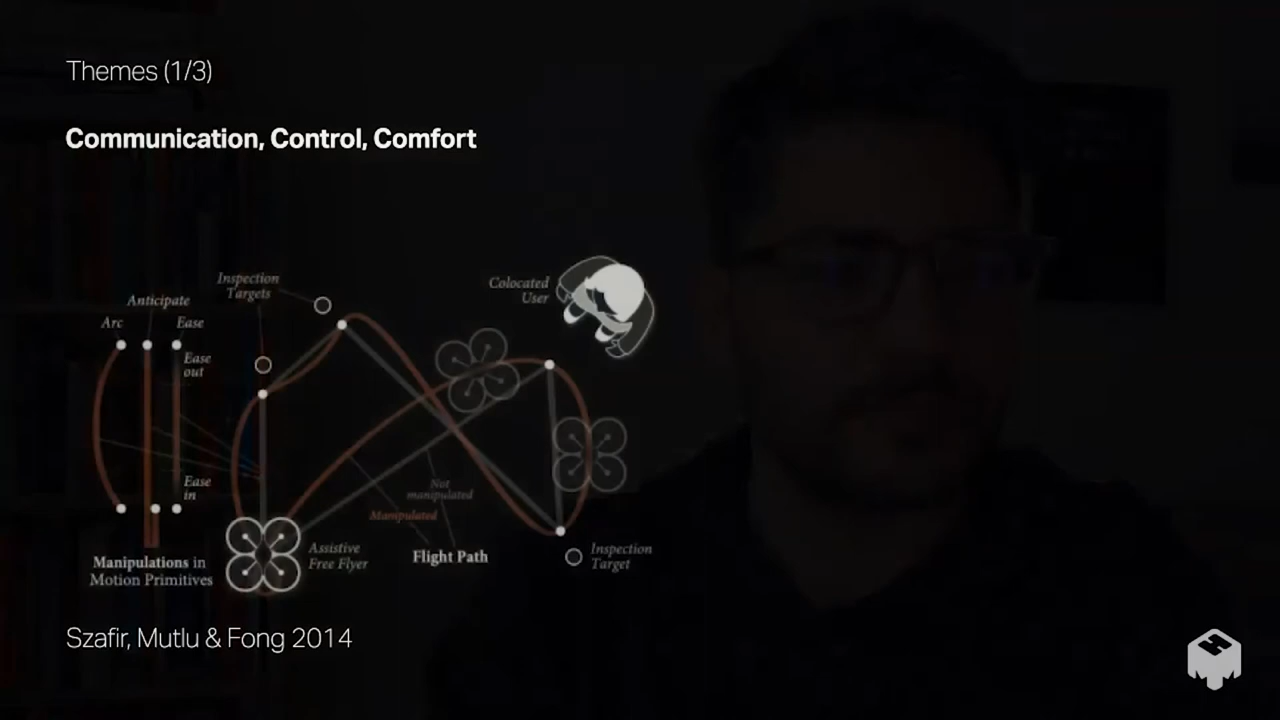 Themes (1/3)
Communication, Control, Comfort
Inspection
Targets
Colocated
User
Anticipate
Arc
Ease
Ease
out
Ease
in
Not
manipulated
Manipulated
Assistive
Free Flyer
Flight Path
Inspection
Target
Manipulations in
Motion Primitives
Szafir, Mutlu & Fong 2014